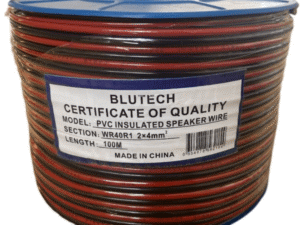 BLUTECH
CERTIFICATE OF QUALITY
MODEL: PVC INSULATED SPEAKER WIRE
SECTION: WR40R1 2×4mm²
LENGTH: 100M
MADE IN CHINA